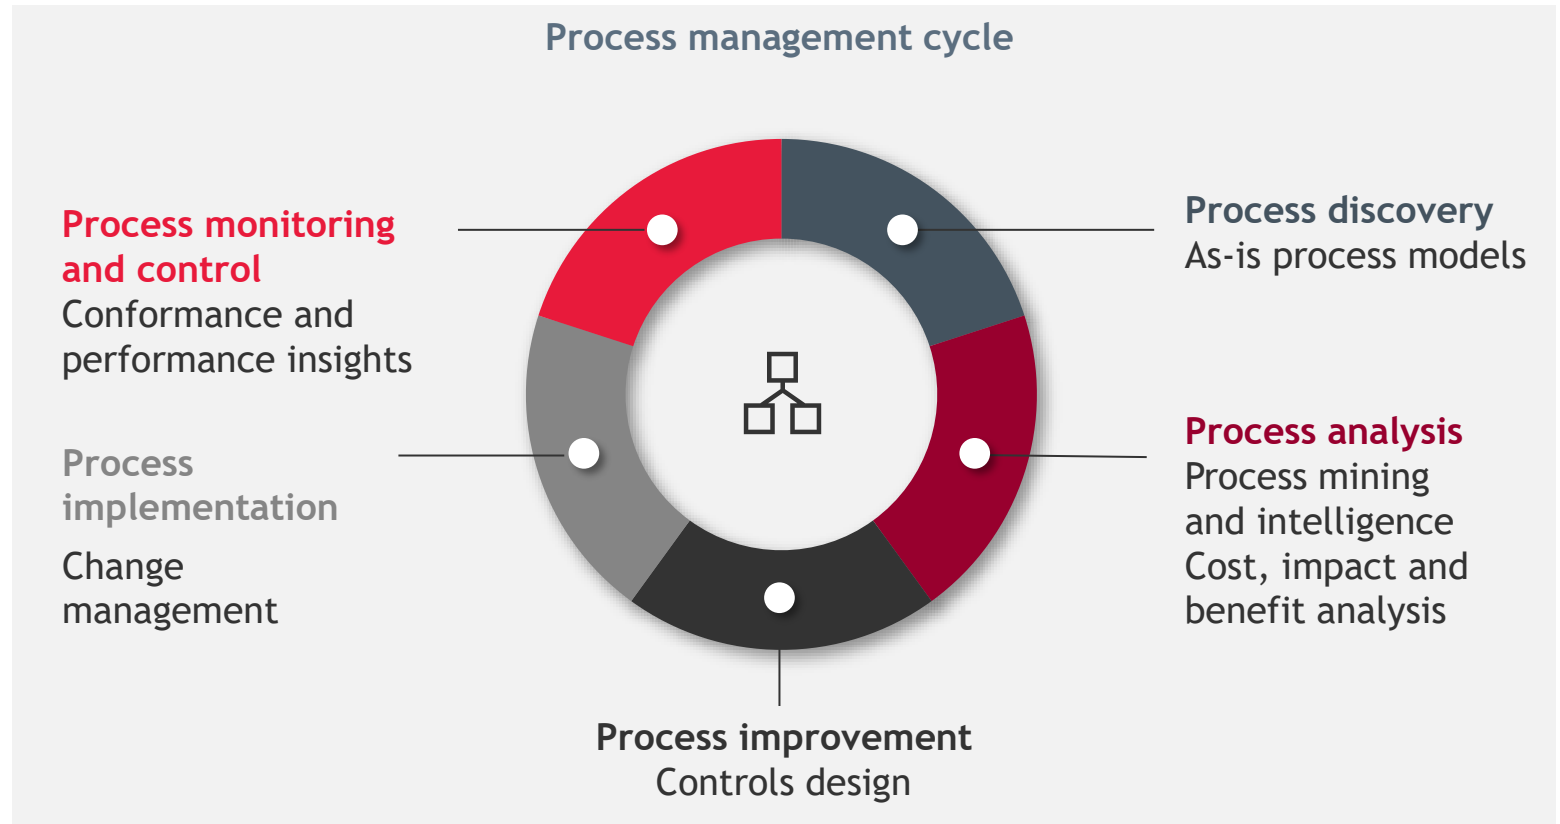 Process management cycle
Process discovery
As-is process models
Process analysis
Process mining
and intelligence
Cost, impact and
benefit analysis
Process improvement
Controls design
Process
implementation
Change
management
Process monitoring
and control
Conformance and
performance insights